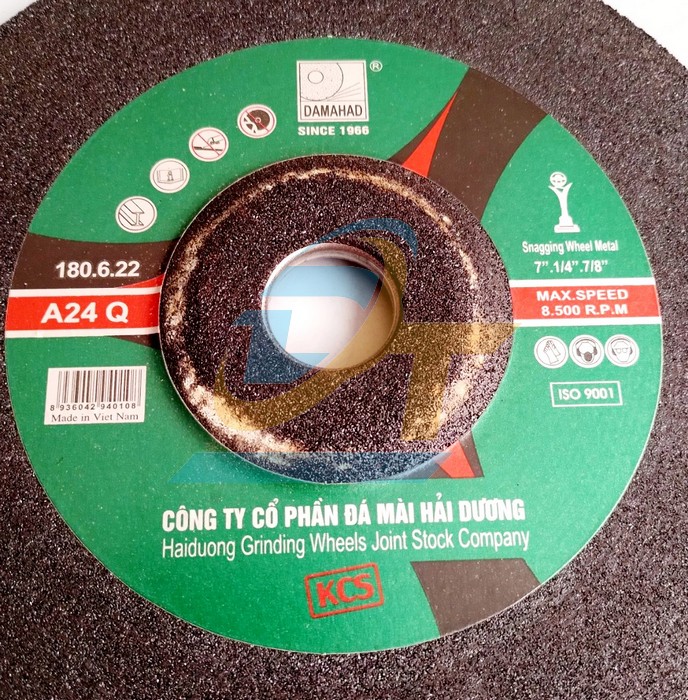 DAMAHAD
®
SINCE 1966
180.6.22
A24 Q
Snagging Wheel Metal
7".1/4".7/8"
MAX.SPEED
8.500 R.P.M
ISO 9001
8 936042 940108
Made in Viet Nam
CÔNG TY CỔ PHẦN ĐÁ MÀI HẢI DƯƠNG
Haiduong Grinding Wheels Joint Stock Company
KCS
DT